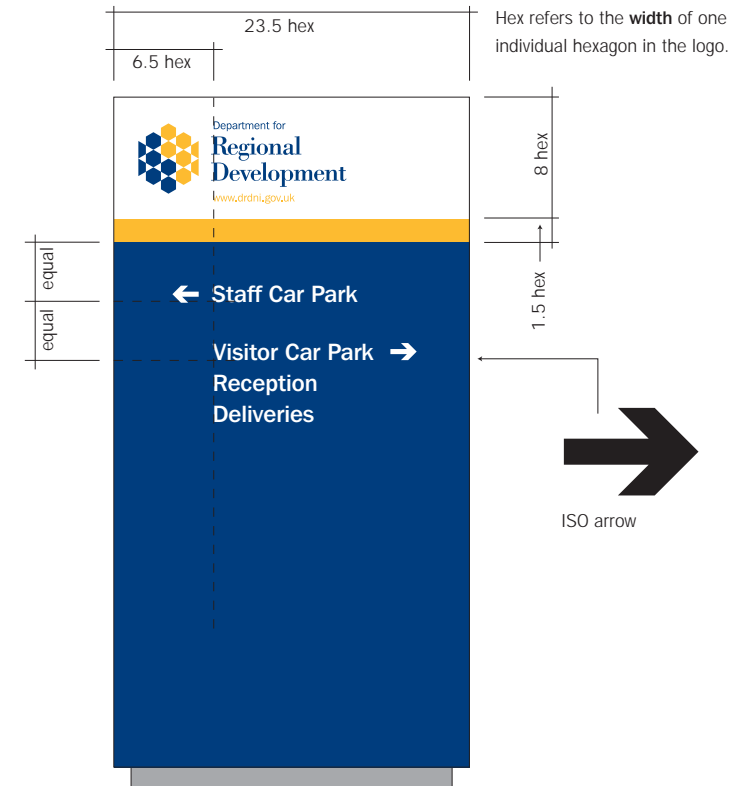 23.5 hex
6.5 hex
Hex refers to the width of one
individual hexagon in the logo.
Department for
Regional
Development
www.drdni.gov.uk
8 hex
1.5 hex
equal
equal
Staff Car Park
Visitor Car Park
Reception
Deliveries
ISO arrow